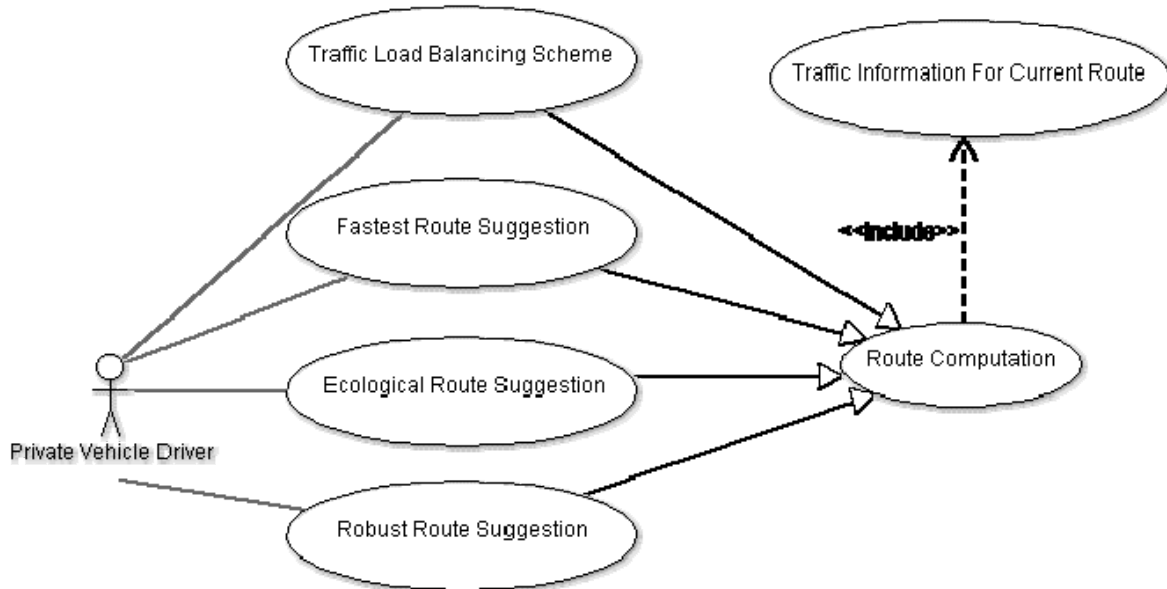 Traffic Load Balancing Scheme
Traffic Information For Current Route
Fastest Route Suggestion
<<include>>
Route Computation
Ecological Route Suggestion
Private Vehicle Driver
Robust Route Suggestion